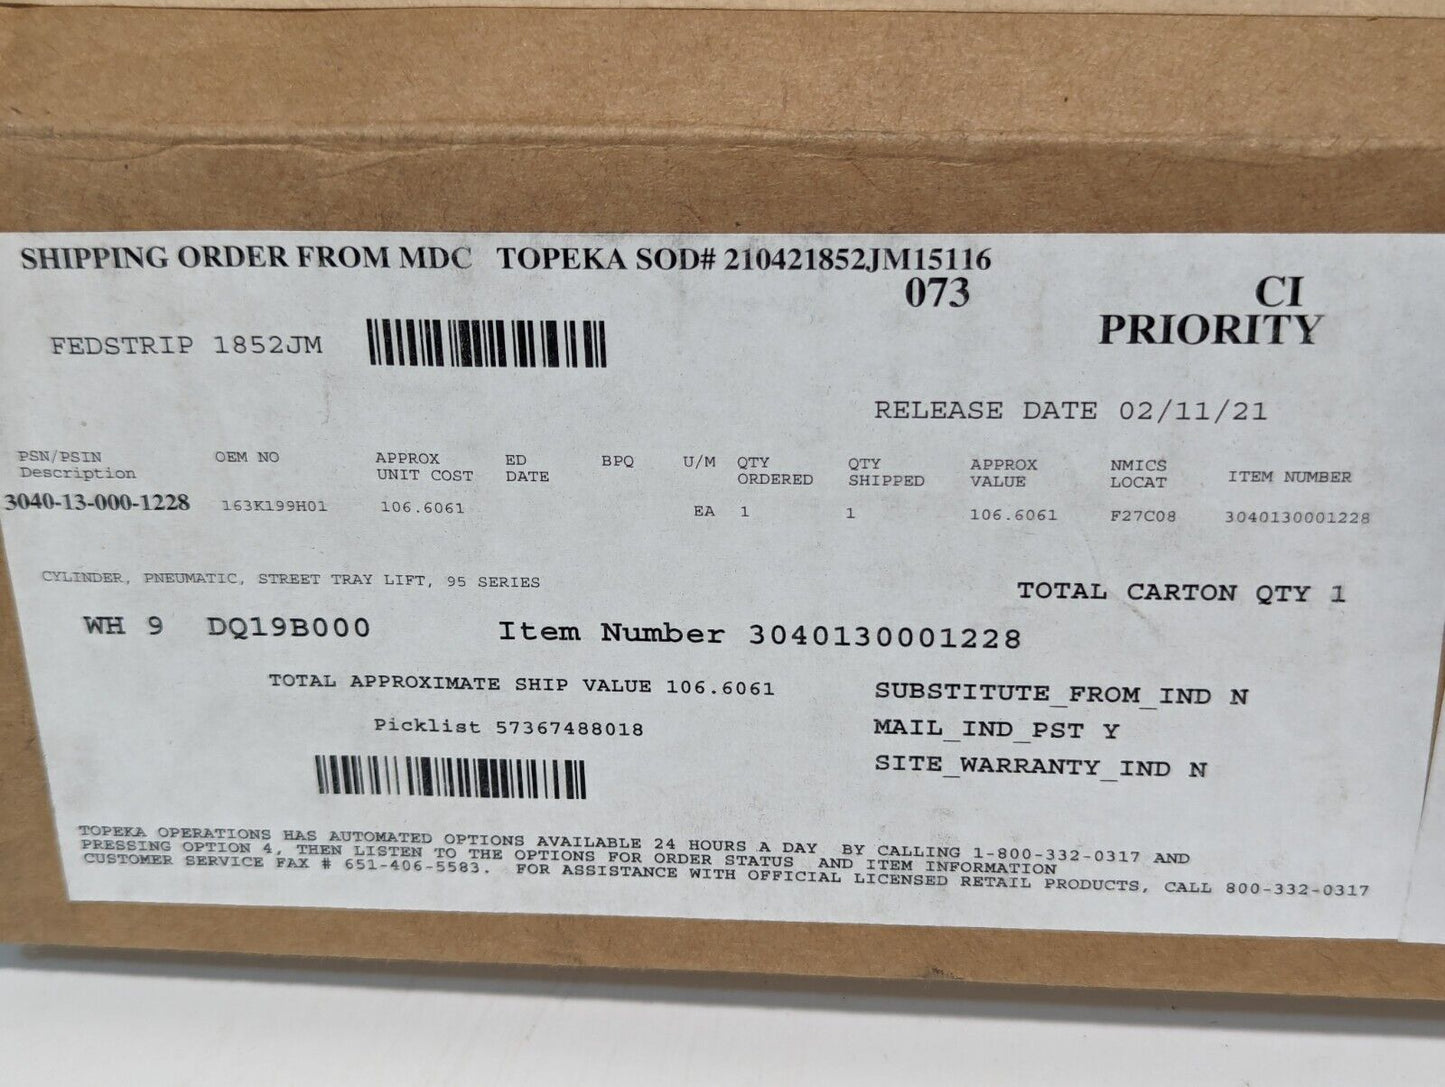 SHIPPING ORDER FROM MDC TOPEKA SOD# 210421852JM15116
073
CI
PRIORITY
FEDSTRIP 1852JM
RELEASE DATE 02/11/21
PSN/PSIN OEM NO APPROX ED BPQ U/M QTY QTY APPROX NMICS ITEM NUMBER
Description UNIT COST DATE ORDERED SHIPPED VALUE LOCAT
3040-13-000-1228 163K199H01 106.6061 EA 1 1 106.6061 F27C08 3040130001228
CYLINDER, PNEUMATIC, STREET TRAY LIFT, 95 SERIES
TOTAL CARTON QTY 1
WH 9 DQ19B000 Item Number 3040130001228
TOTAL APPROXIMATE SHIP VALUE 106.6061
SUBSTITUTE_FROM_IND N
Picklist 57367488018
MAIL_IND_PST Y
SITE_WARRANTY_IND N
TOPEKA OPERATIONS HAS AUTOMATED OPTIONS AVAILABLE 24 HOURS A DAY BY CALLING 1-800-332-0317 AND
PRESSING OPTION 4, THEN LISTEN TO THE OPTIONS FOR ORDER STATUS AND ITEM INFORMATION
CUSTOMER SERVICE FAX # 651-406-5583. FOR ASSISTANCE WITH OFFICIAL LICENSED RETAIL PRODUCTS, CALL 800-332-0317